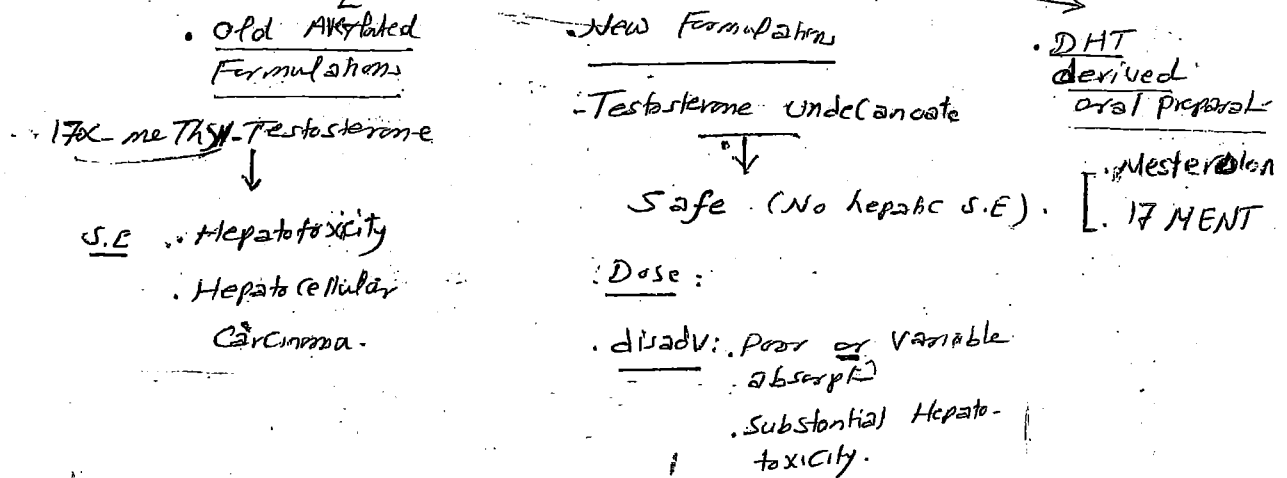 . Old Alkylated
Formulations
17α-methyl-Testosterone
↓
S.E . Hepatotoxicity
. Hepatocellular
Carcinoma.
. New Formulations
- Testosterone UndeCanoate
↓
Safe (No hepatic S.E).
. Dose :
. disadv: . Poor or Variable
absorpt
. Substantial Hepato-
toxicity.
. DHT
derived
oral preparat
. Mesterolon
. 17 MENT